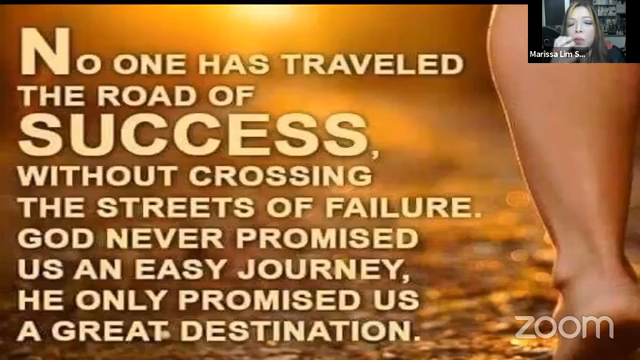 NO ONE HAS TRAVELED
THE ROAD OF
SUCCESS,
WITHOUT CROSSING
THE STREETS OF FAILURE.
GOD NEVER PROMISED
US AN EASY JOURNEY,
HE ONLY PROMISED US
A GREAT DESTINATION.
Marissa Lim S...
zoom